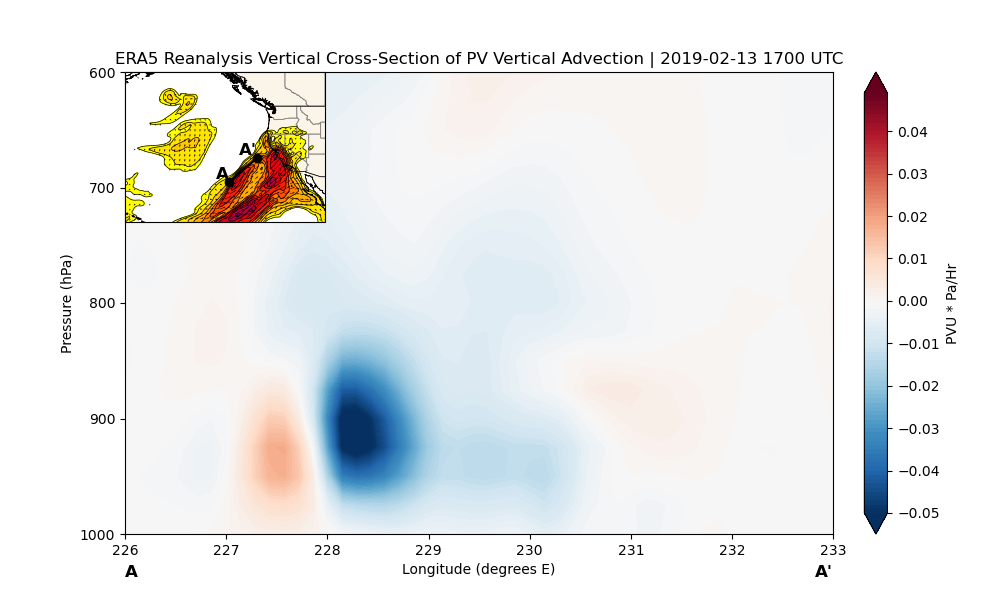 ERA5 Reanalysis Vertical Cross-Section of PV Vertical Advection | 2019-02-13 1700 UTC
600
700
800
900
1000
Pressure (hPa)
A'
A
226
227
228
229
230
231
232
233
Longitude (degrees E)
A
A'
0.04
0.03
0.02
0.01
0.00
−0.01
−0.02
−0.03
−0.04
−0.05
PVU * Pa/Hr